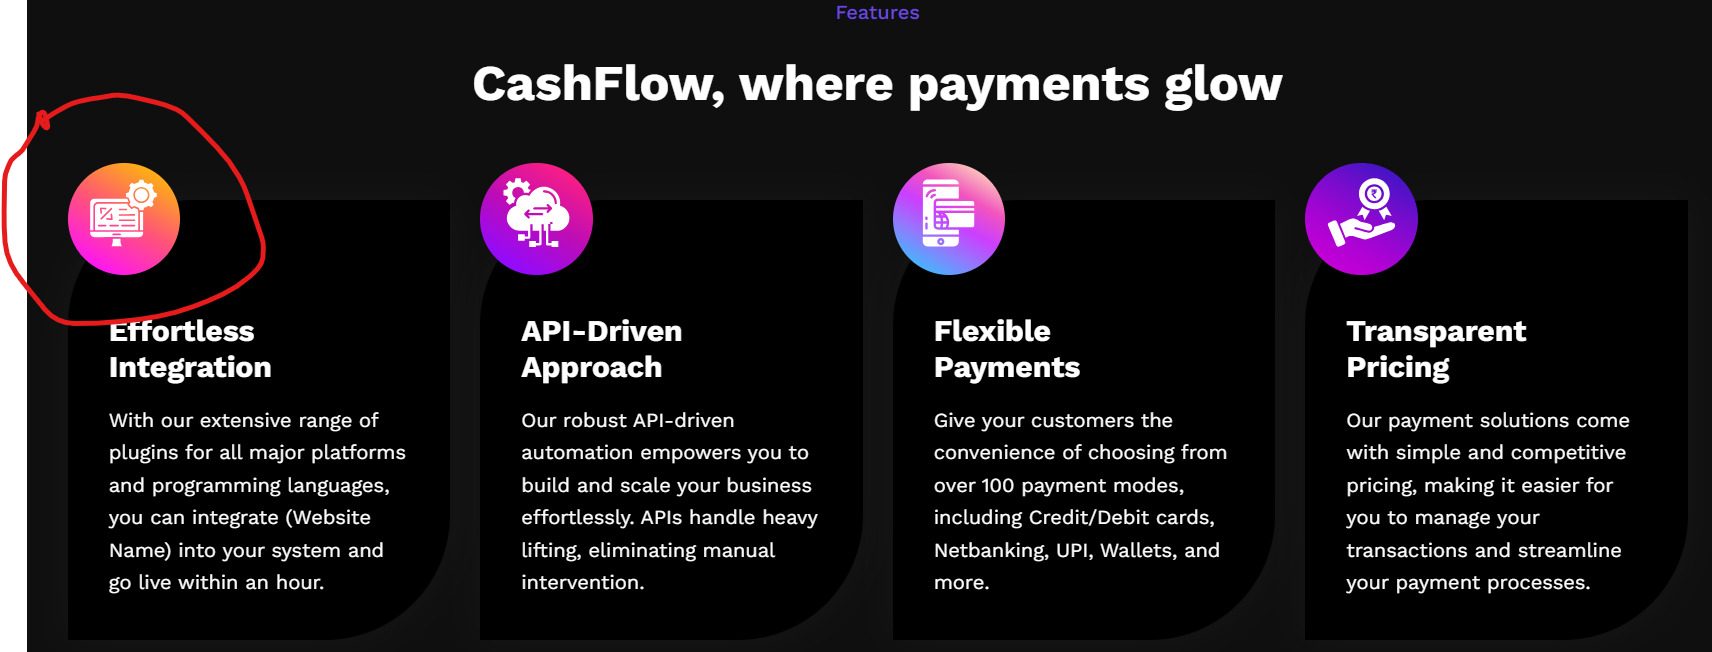 Features
CashFlow, where payments glow
Effortless
Integration
With our extensive range of
plugins for all major platforms
and programming languages,
you can integrate (Website
Name) into your system and
go live within an hour.
API-Driven
Approach
Our robust API-driven
automation empowers you to
build and scale your business
effortlessly. APIs handle heavy
lifting, eliminating manual
intervention.
Flexible
Payments
Give your customers the
convenience of choosing from
over 100 payment modes,
including Credit/Debit cards,
Netbanking, UPI, Wallets, and
more.
₹
Transparent
Pricing
Our payment solutions come
with simple and competitive
pricing, making it easier for
you to manage your
transactions and streamline
your payment processes.